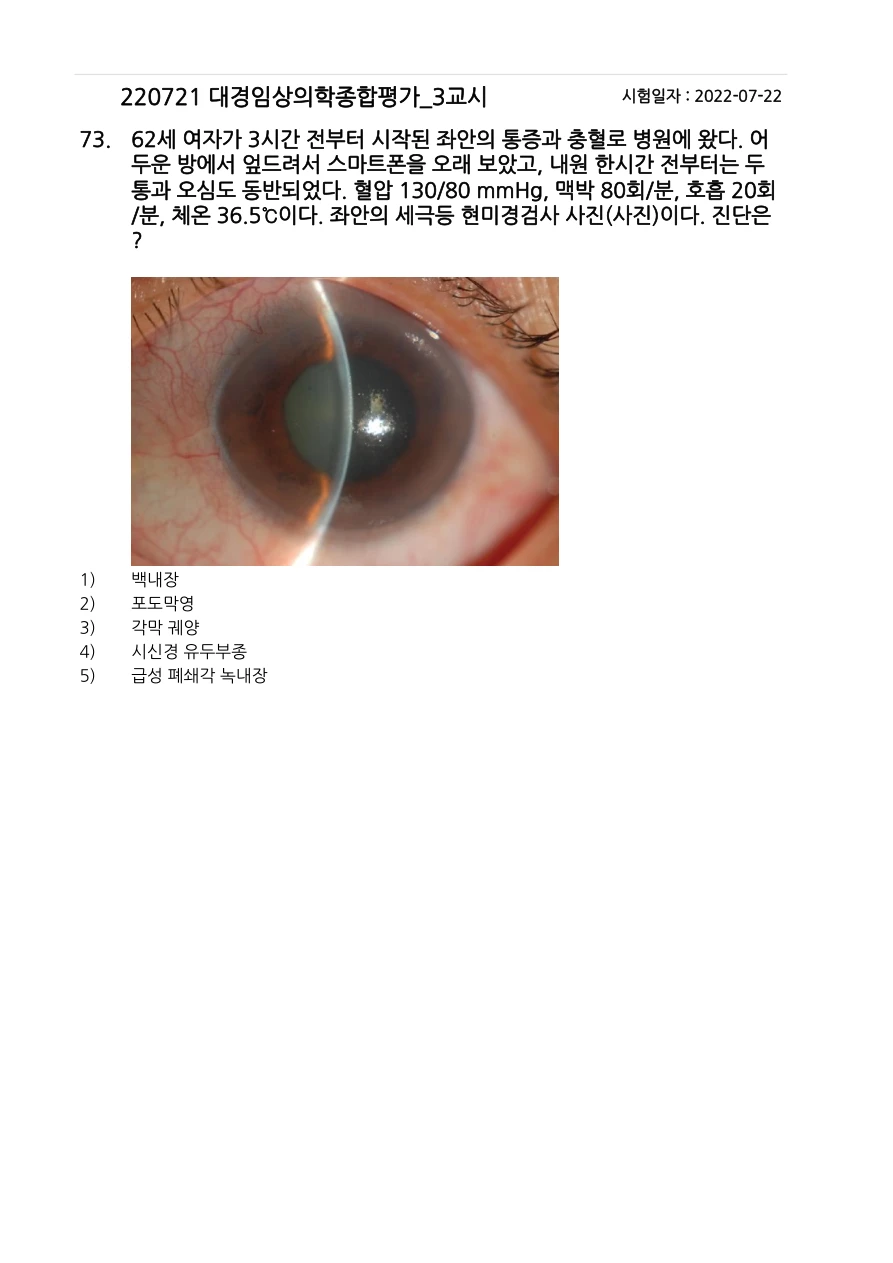 220721 대경임상의학종합평가_3교시
시험일자 : 2022-07-22
73. 62세 여자가 3시간 전부터 시작된 좌안의 통증과 충혈로 병원에 왔다. 어
두운 방에서 엎드려서 스마트폰을 오래 보았고, 내원 한시간 전부터는 두
통과 오심도 동반되었다. 혈압 130/80 mmHg, 맥박 80회/분, 호흡 20회
/분, 체온 36.5℃이다. 좌안의 세극등 현미경검사 사진(사진)이다. 진단은
?
1) 백내장
2) 포도막영
3) 각막 궤양
4) 시신경 유두부종
5) 급성 폐쇄각 녹내장